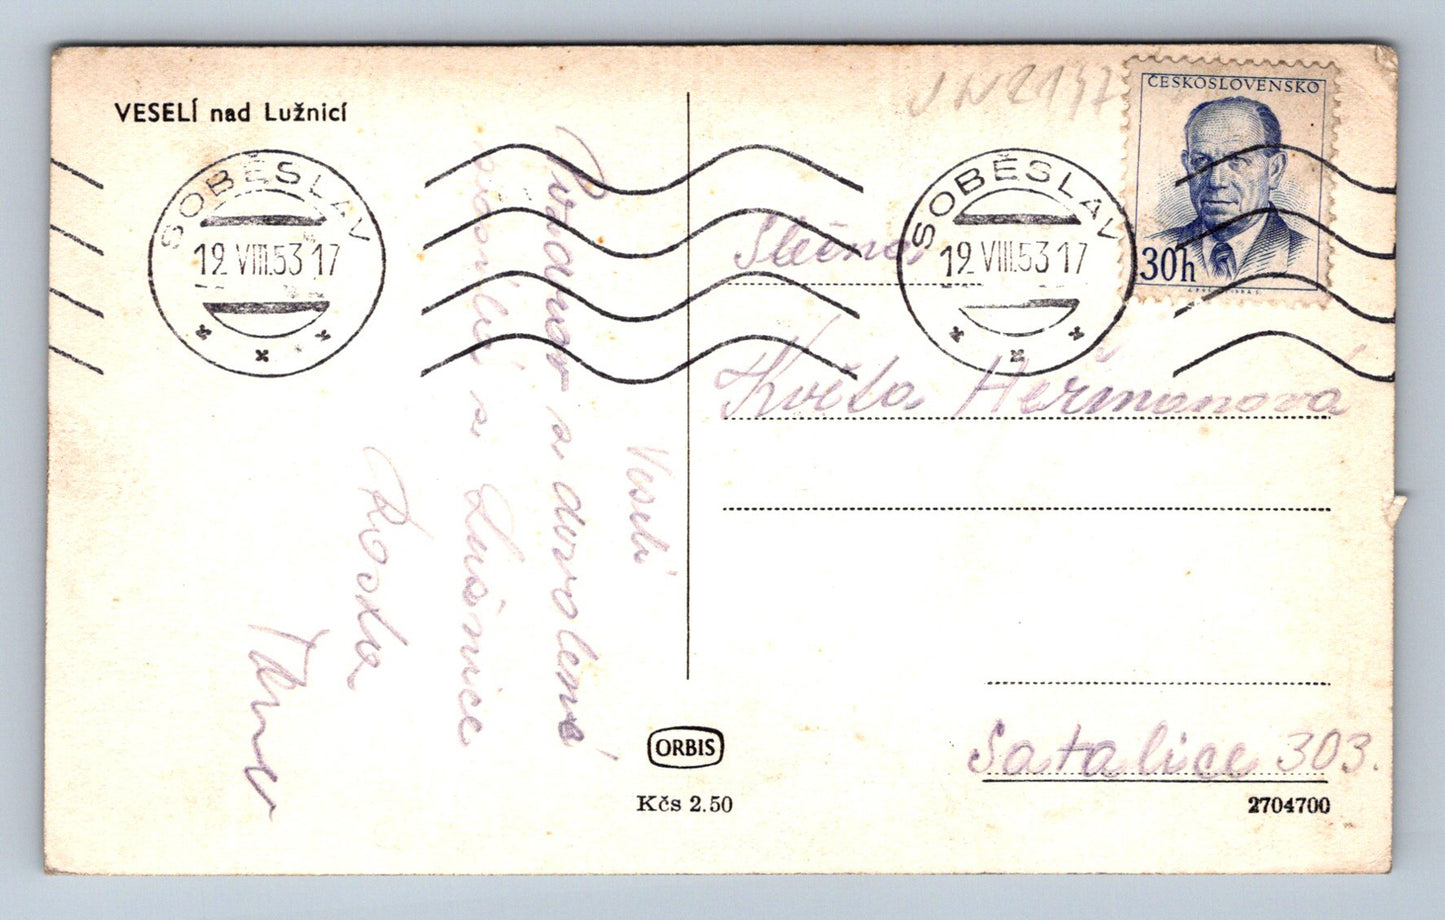 VESELÍ nad Lužnicí
SOBĚSLAV
19.VIII.53 17
SOBĚSLAV
19.VIII.53 17
ČESKOSLOVENSKO
30h
Slečna
Květa Heřmanová
Satalice 303.
Veselí
Pozdrav z dovolené
posílá z Lužnice
ORBIS
Kčs 2.50
2704700